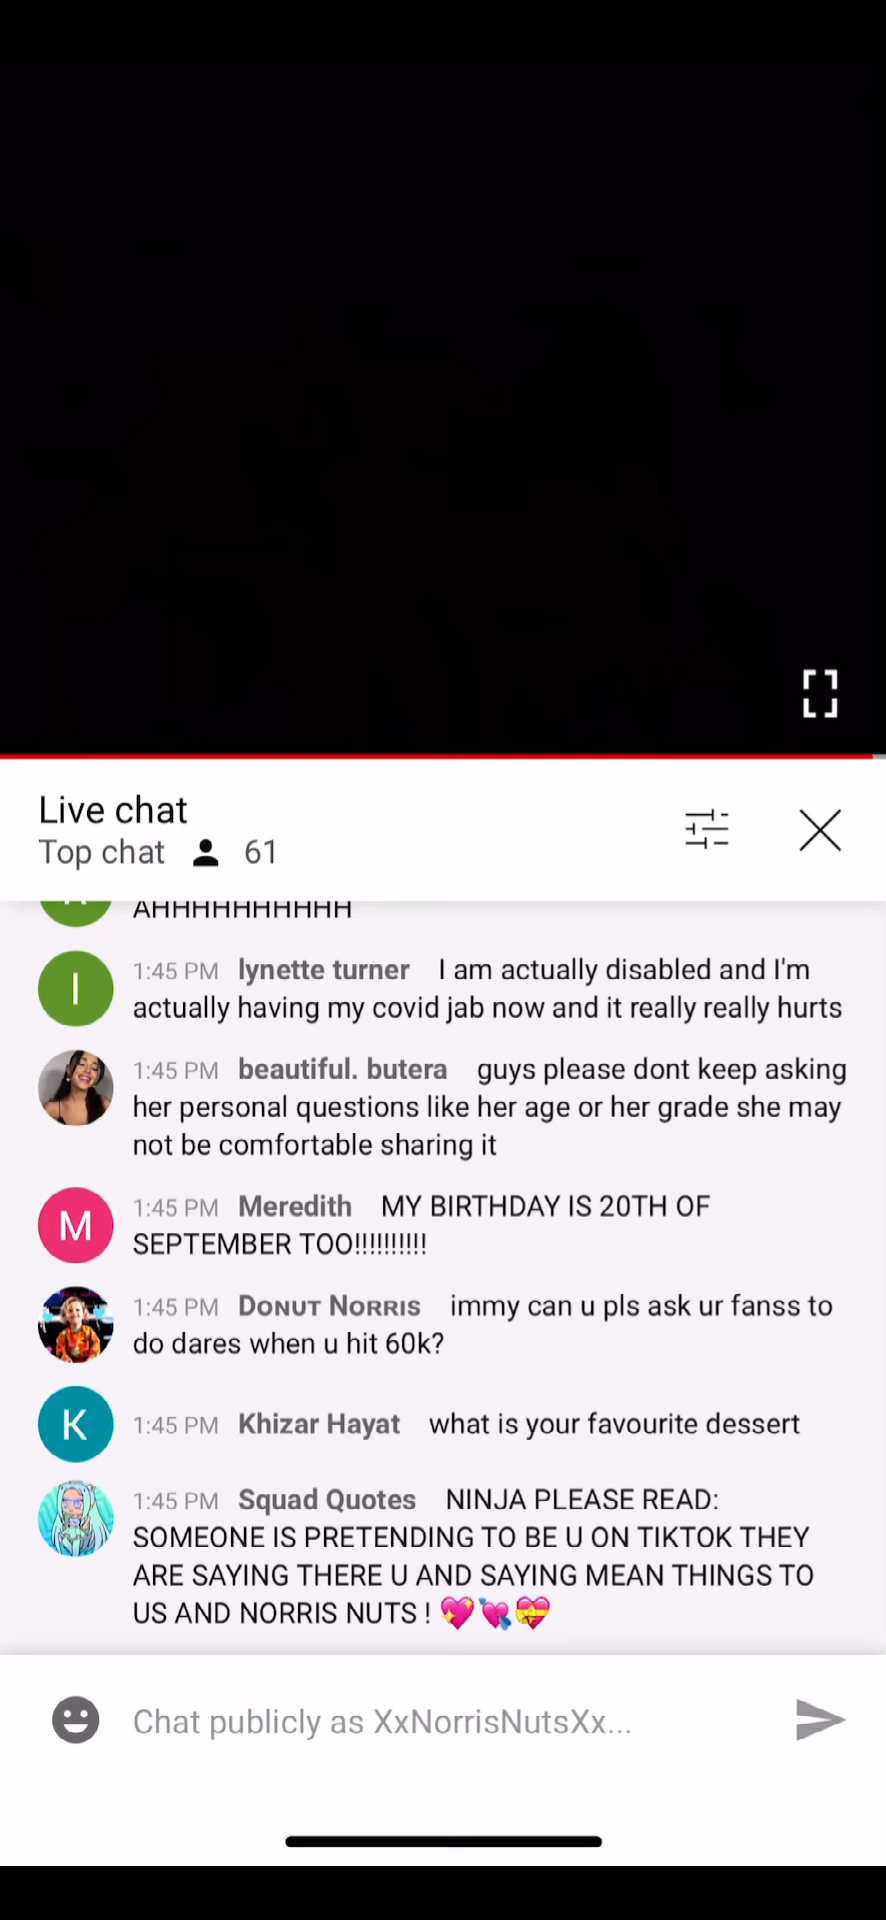 Live chat
Top chat 61
AHHHHHHHHHH
1:45 PM lynette turner I am actually disabled and I'm
actually having my covid jab now and it really really hurts
1:45 PM beautiful. butera guys please dont keep asking
her personal questions like her age or her grade she may
not be comfortable sharing it
M 1:45 PM Meredith MY BIRTHDAY IS 20TH OF
SEPTEMBER TOO!!!!!!!!!!
1:45 PM Donut Norris immy can u pls ask ur fanss to
do dares when u hit 60k?
K 1:45 PM Khizar Hayat what is your favourite dessert
1:45 PM Squad Quotes NINJA PLEASE READ:
SOMEONE IS PRETENDING TO BE U ON TIKTOK THEY
ARE SAYING THERE U AND SAYING MEAN THINGS TO
US AND NORRIS NUTS ! 💖💘💝
Chat publicly as XxNorrisNutsXx...